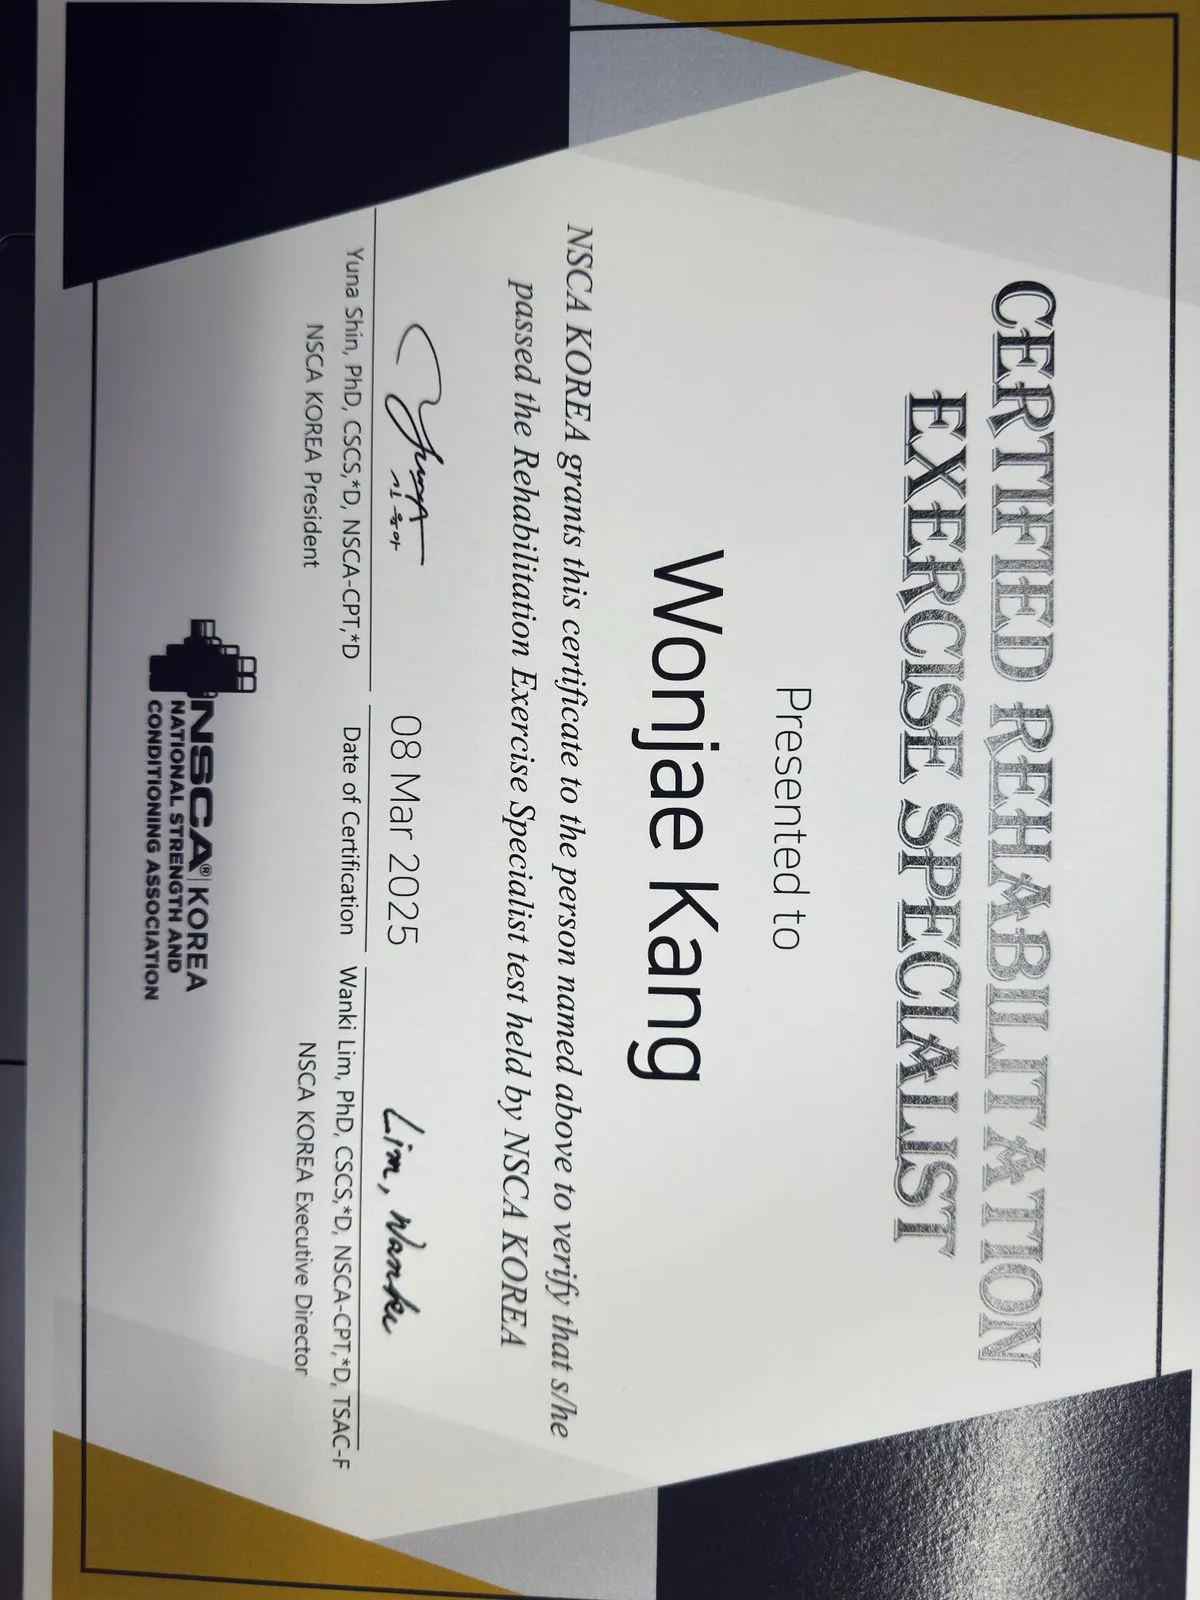 CERTIFIED REHABILITATION
EXERCISE SPECIALIST
Presented to
Wonjae Kang
NSCA KOREA grants this certificate to the person named above to verify that s/he
passed the Rehabilitation Exercise Specialist test held by NSCA KOREA
신윤아
Yuna Shin, PhD, CSCS,*D, NSCA-CPT,*D
NSCA KOREA President
08 Mar 2025
Date of Certification
Lim, Wanki
Wanki Lim, PhD, CSCS,*D, NSCA-CPT,*D, TSAC-F
NSCA KOREA Executive Director
NSCA® KOREA
NATIONAL STRENGTH AND
CONDITIONING ASSOCIATION